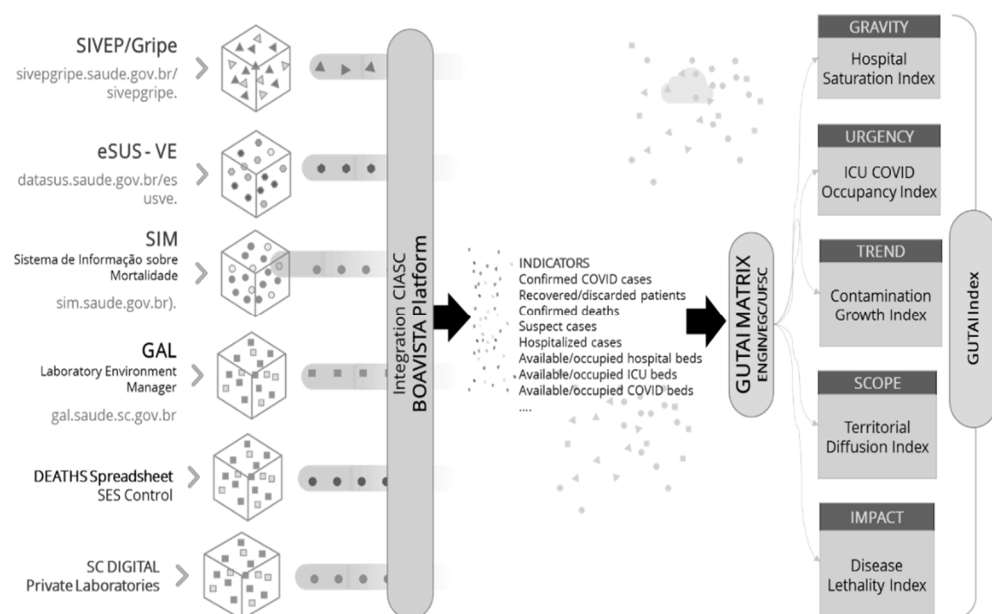 SIVEP/Gripe
sivepgripe.saude.gov.br/
sivepgripe.
eSUS - VE
datasus.saude.gov.br/es
usve.
SIM
Sistema de Informação sobre
Mortalidade
sim.saude.gov.br).
GAL
Laboratory Environment
Manager
gal.saude.sc.gov.br
DEATHS Spreadsheet
SES Control
SC DIGITAL
Private Laboratories
Integration CIASC
BOAVISTA Platform
INDICATORS
Confirmed COVID cases
Recovered/discarded patients
Confirmed deaths
Suspect cases
Hospitalized cases
Available/occupied hospital beds
Available/occupied ICU beds
Available/occupied COVID beds
....
GUTAI MATRIX
ENGIN/EGC/UFSC
GRAVITY
Hospital
Saturation Index
URGENCY
ICU COVID
Occupancy Index
TREND
Contamination
Growth Index
SCOPE
Territorial
Diffusion Index
IMPACT
Disease
Lethality Index
GUTAI Index